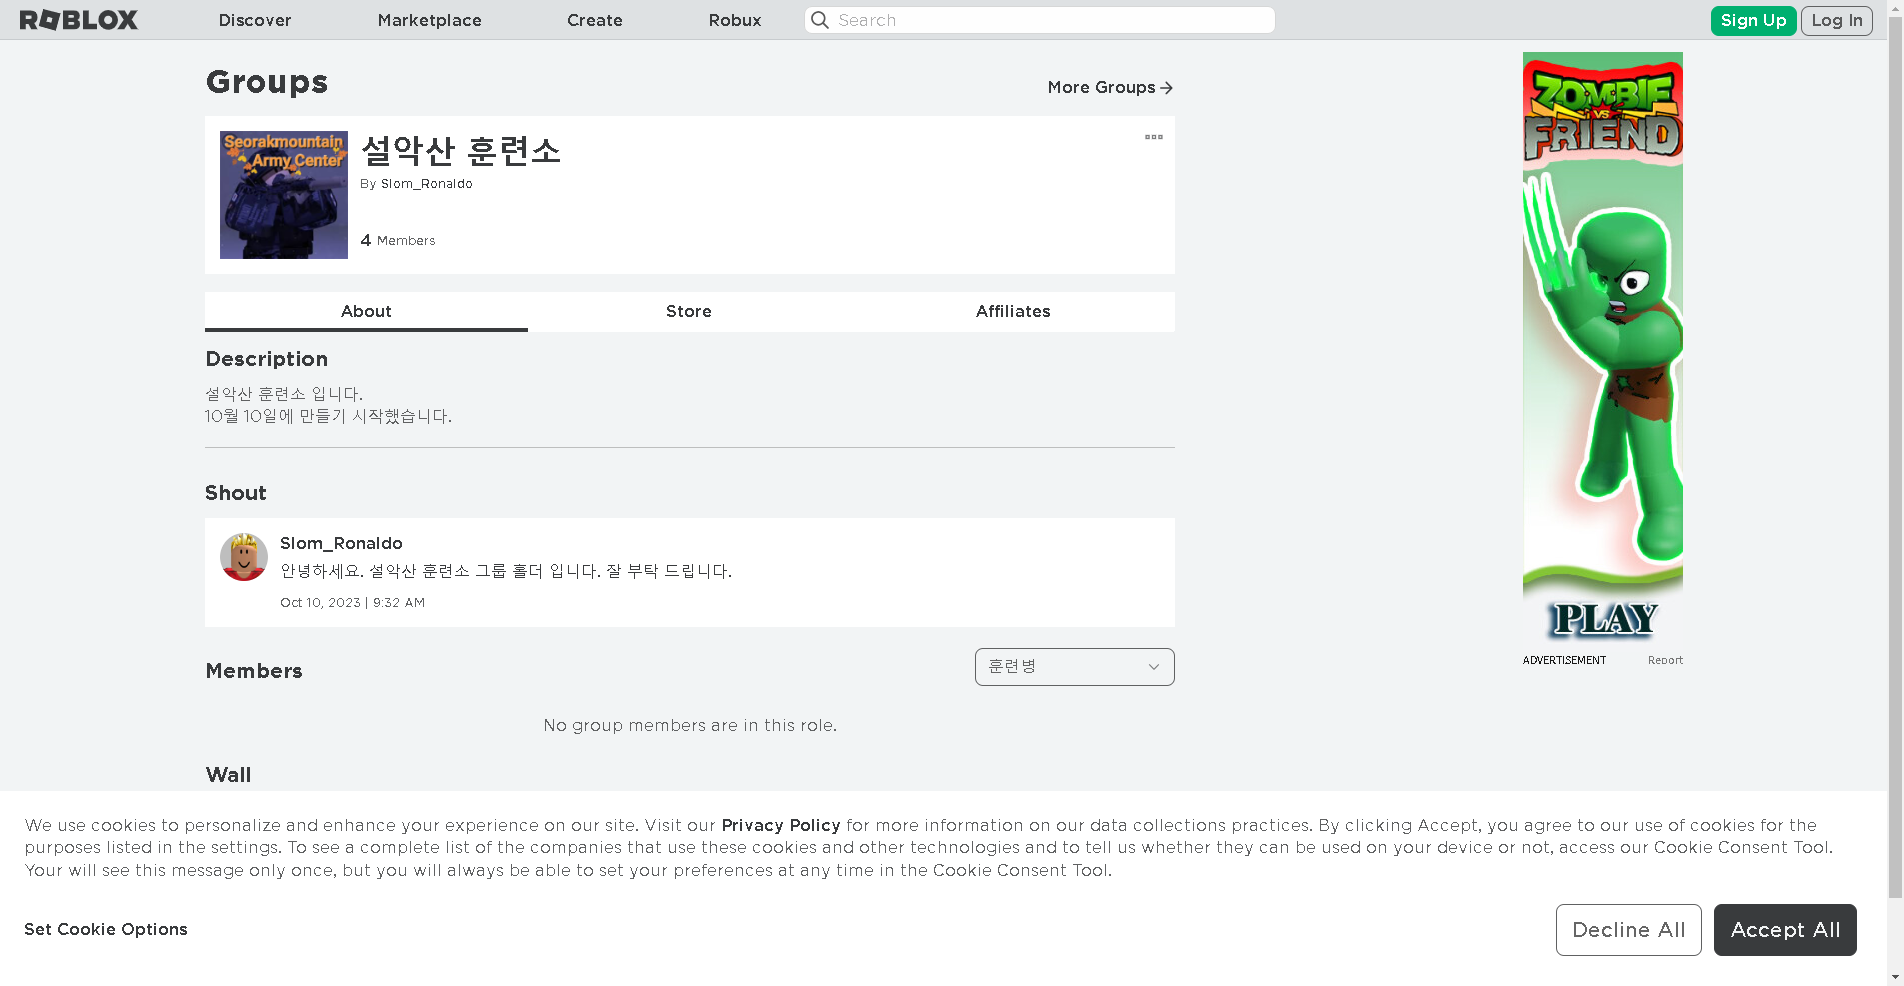 ROBLOX
Discover
Marketplace
Create
Robux
Search
Sign Up
Log In
Groups
More Groups
Seorakmountain
Army Center
설악산 훈련소
By Slom_Ronaldo
4 Members
About
Store
Affiliates
Description
설악산 훈련소 입니다.
10월 10일에 만들기 시작했습니다.
Shout
Slom_Ronaldo
안녕하세요. 설악산 훈련소 그룹 홀더 입니다. 잘 부탁 드립니다.
Oct 10, 2023 | 9:32 AM
Members
훈련병
No group members are in this role.
Wall
ZOMBIE
VS
FRIEND
PLAY
ADVERTISEMENT
Report
We use cookies to personalize and enhance your experience on our site. Visit our Privacy Policy for more information on our data collections practices. By clicking Accept, you agree to our use of cookies for the
purposes listed in the settings. To see a complete list of the companies that use these cookies and other technologies and to tell us whether they can be used on your device or not, access our Cookie Consent Tool.
Your will see this message only once, but you will always be able to set your preferences at any time in the Cookie Consent Tool.
Set Cookie Options
Decline All
Accept All